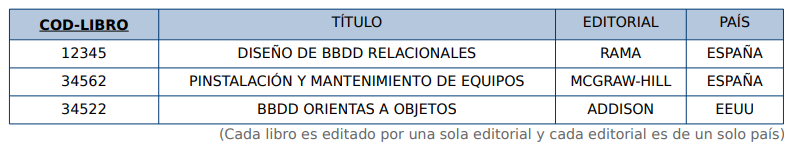 COD-LIBRO TÍTULO EDITORIAL PAÍS
12345 DISEÑO DE BBDD RELACIONALES RAMA ESPAÑA
34562 PINSTALACIÓN Y MANTENIMIENTO DE EQUIPOS MCGRAW-HILL ESPAÑA
34522 BBDD ORIENTAS A OBJETOS ADDISON EEUU
(Cada libro es editado por una sola editorial y cada editorial es de un solo país)